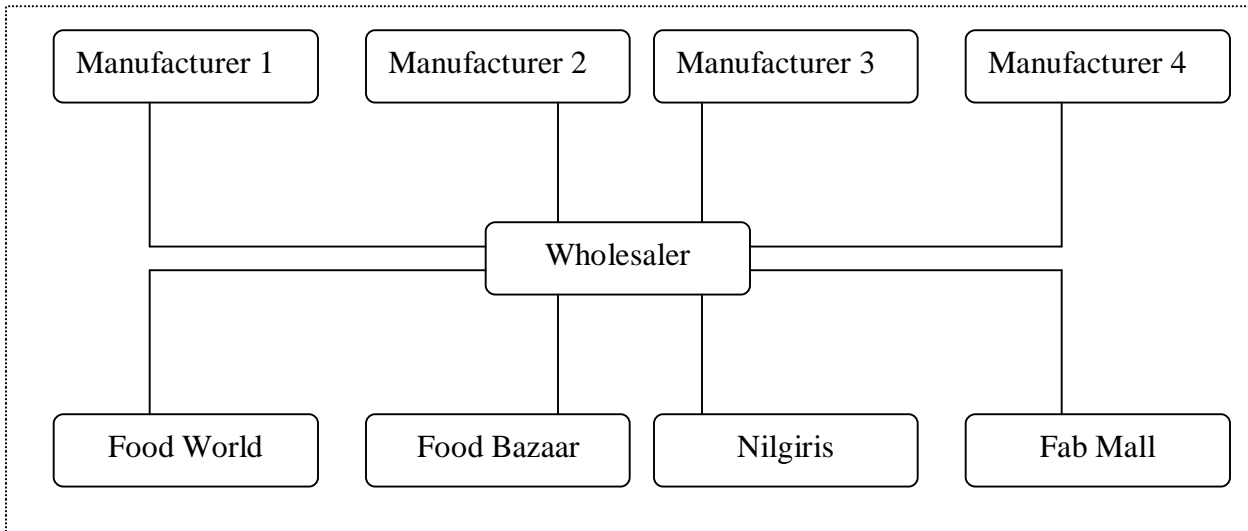 Manufacturer 1
Manufacturer 2
Manufacturer 3
Manufacturer 4
Wholesaler
Food World
Food Bazaar
Nilgiris
Fab Mall